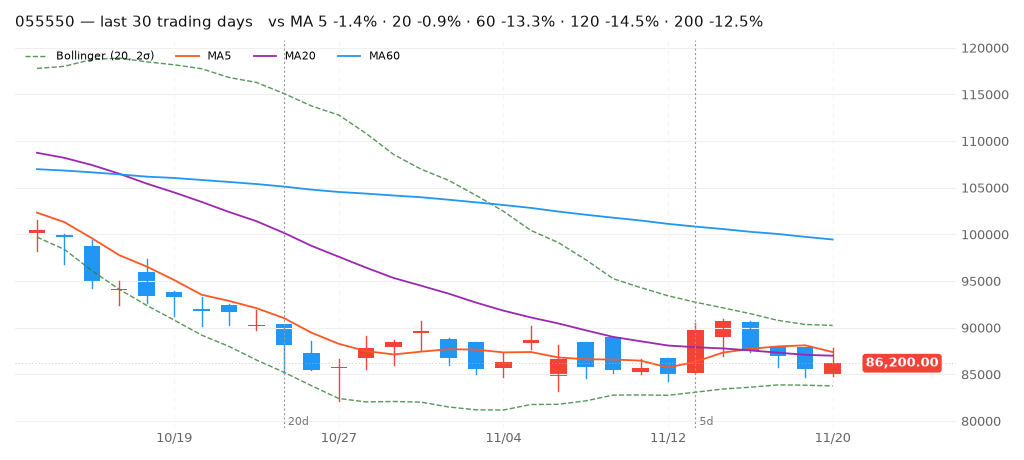 055550 — last 30 trading days vs MA 5 -1.4% · 20 -0.9% · 60 -13.3% · 120 -14.5% · 200 -12.5%
Bollinger (20, 2σ) MA5 MA20 MA60
120000
115000
110000
105000
100000
95000
90000
86,200.00
85000
80000
20d 5d
10/19 10/27 11/04 11/12 11/20